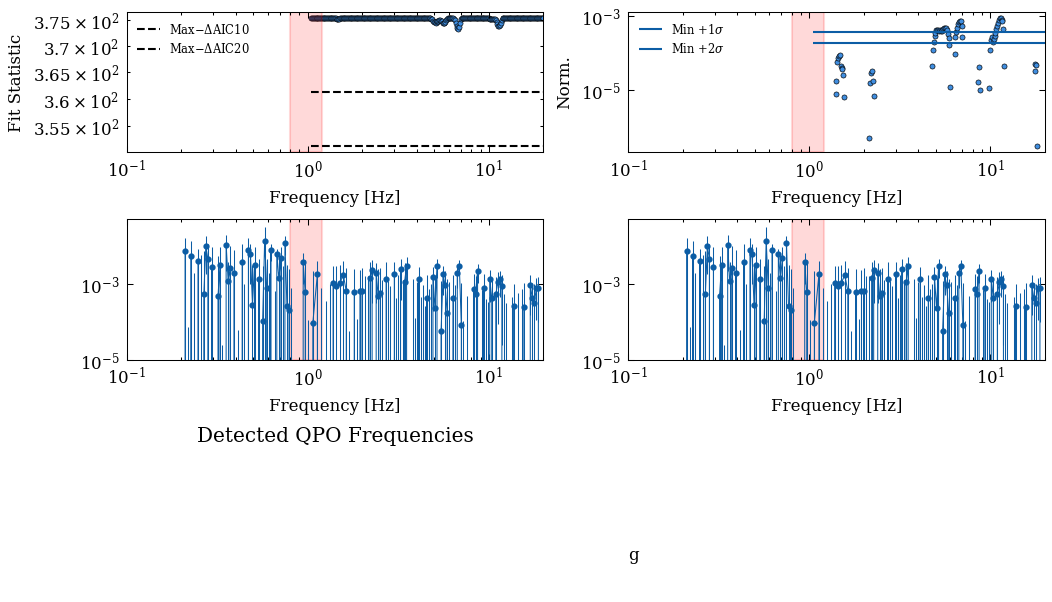 Fit Statistic
3.75 × 10²
3.7 × 10²
3.65 × 10²
3.6 × 10²
3.55 × 10²
Max−ΔAIC10
Max−ΔAIC20
10⁻¹
10⁰
10¹
Frequency [Hz]
Norm.
10⁻³
10⁻⁵
Min +1σ
Min +2σ
10⁻¹
10⁰
10¹
Frequency [Hz]
10⁻³
10⁻⁵
10⁻¹
10⁰
10¹
Frequency [Hz]
10⁻³
10⁻⁵
10⁻¹
10⁰
10¹
Frequency [Hz]
Detected QPO Frequencies
g